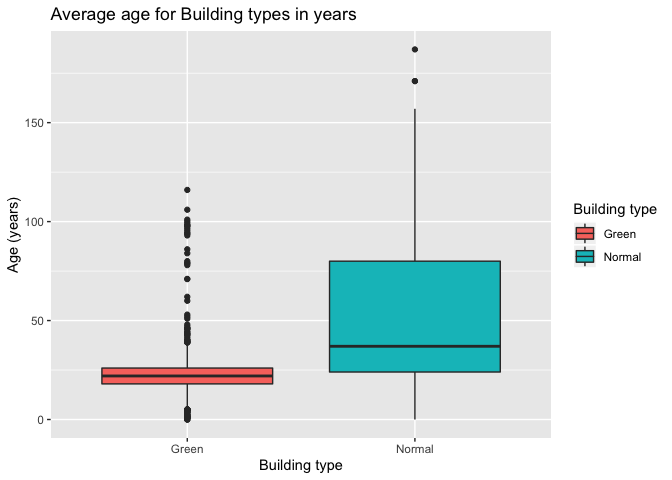 Average age for Building types in years
Age (years)
150
100
50
0
Green
Normal
Building type
Building type
Green
Normal